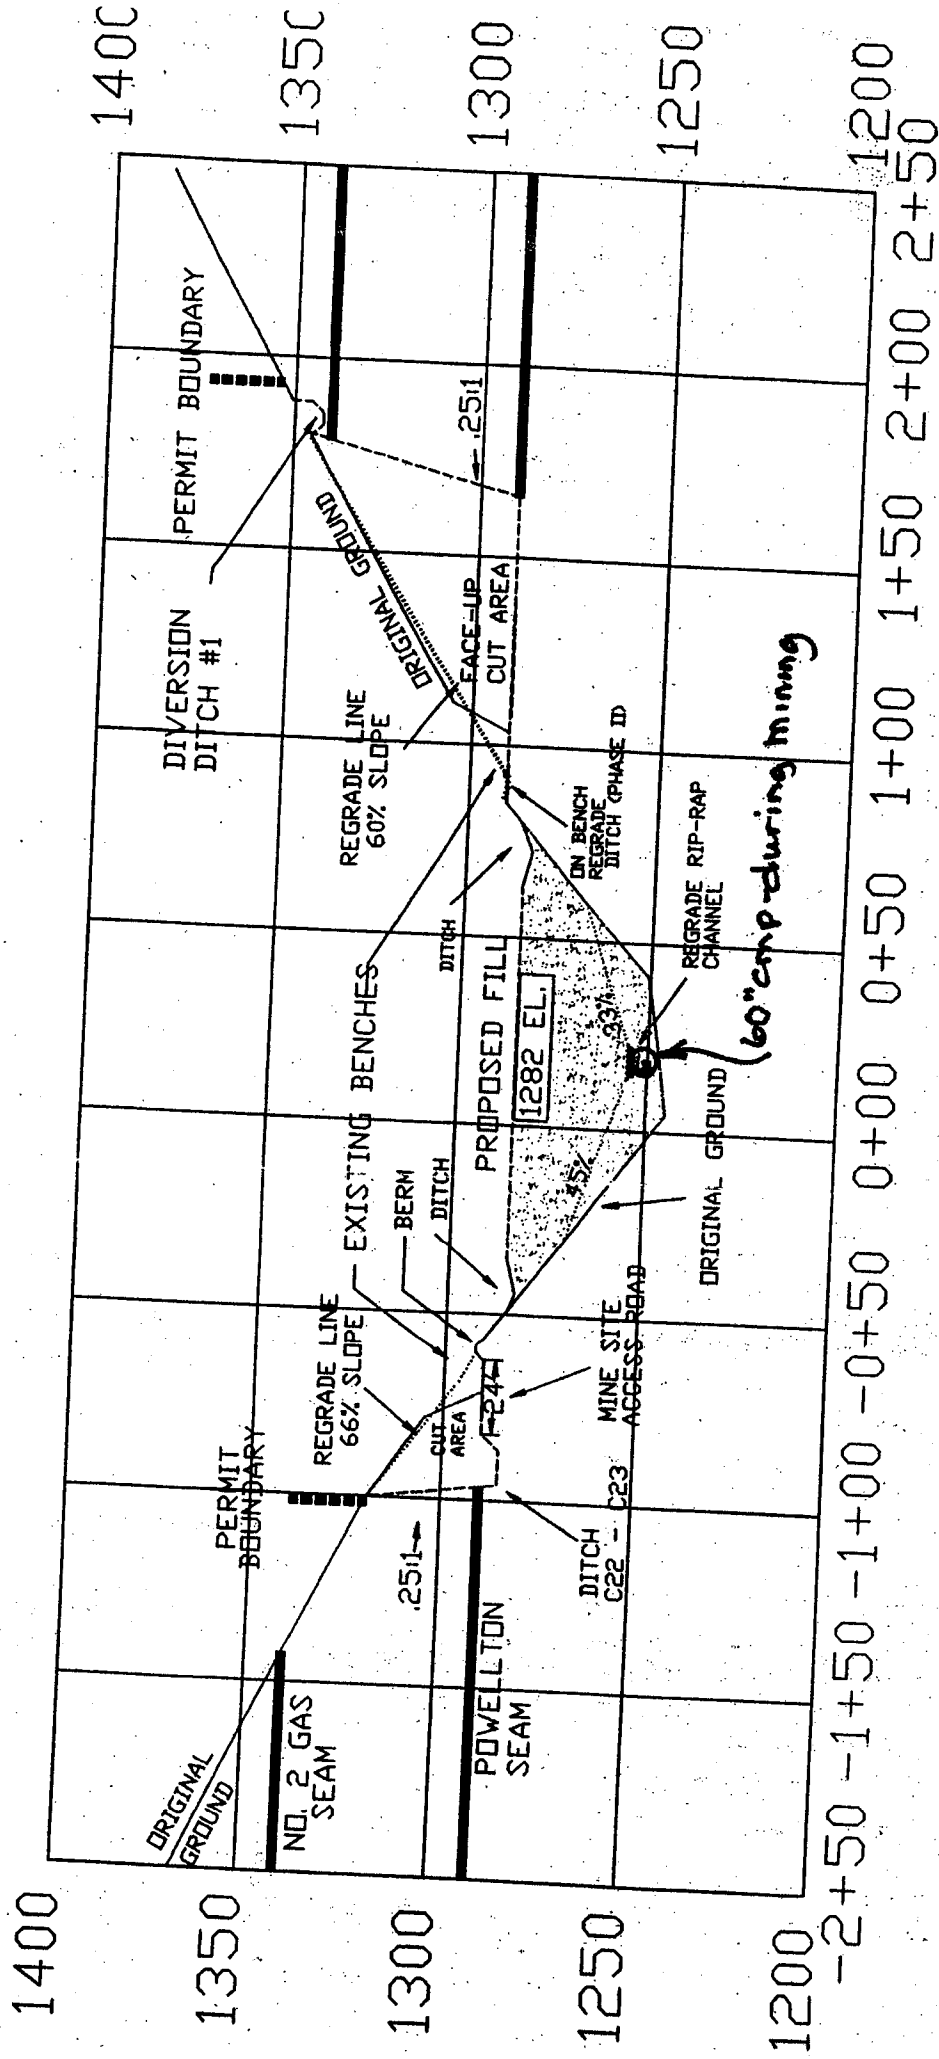 1400
1350
1300
1250
1200
1400
1350
1300
1250
1200
-2+50
-1+50
-1+00
-0+50
0+00
0+50
1+00
1+50
2+00
2+50
ORIGINAL
GROUND
NO. 2 GAS
SEAM
POWELLTON
SEAM
PERMIT
BOUNDARY
.25:1
REGRADE LINE
66% SLOPE
CUT
AREA
24'
DITCH
C22 - C23
MINE SITE
ACCESS ROAD
EXISTING BENCHES
BERM
DITCH
PROPOSED FILL
1282 EL.
45%
33%
ORIGINAL GROUND
DITCH
REGRADE RIP-RAP
CHANNEL
60" cmp during mining
ON BENCH
REGRADE
DITCH (PHASE II)
REGRADE LINE
60% SLOPE
ORIGINAL GROUND
FACE-UP
CUT AREA
.25:1
DIVERSION
DITCH #1
PERMIT BOUNDARY